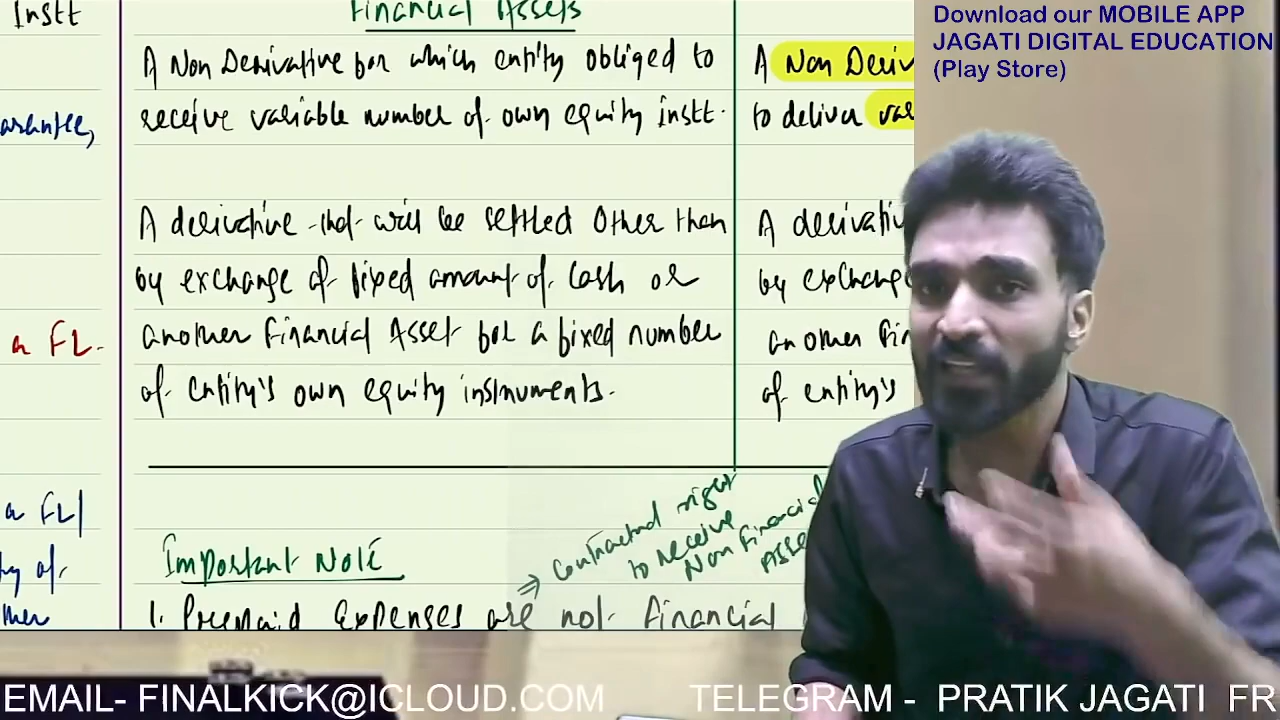 Instt
arantee,
a FL.
a FL/
Financial Assets
A Non Derivative for which entity obliged to
receive variable number of own equity instt.
A derivative that will be settled other than
by exchange of fixed amount of cash or
another Financial Asset for a fixed number
of entity's own equity instruments.
Important Note
1. Prepaid Expenses are not Financial
⇒ Contractual right
to receive
Non Financial
Asse
A Non Deriv
to deliver var
A derivativ
by exchange
another Fin
of entity's
Download our MOBILE APP
JAGATI DIGITAL EDUCATION
(Play Store)
EMAIL- FINALKICK@ICLOUD.COM TELEGRAM - PRATIK JAGATI FR